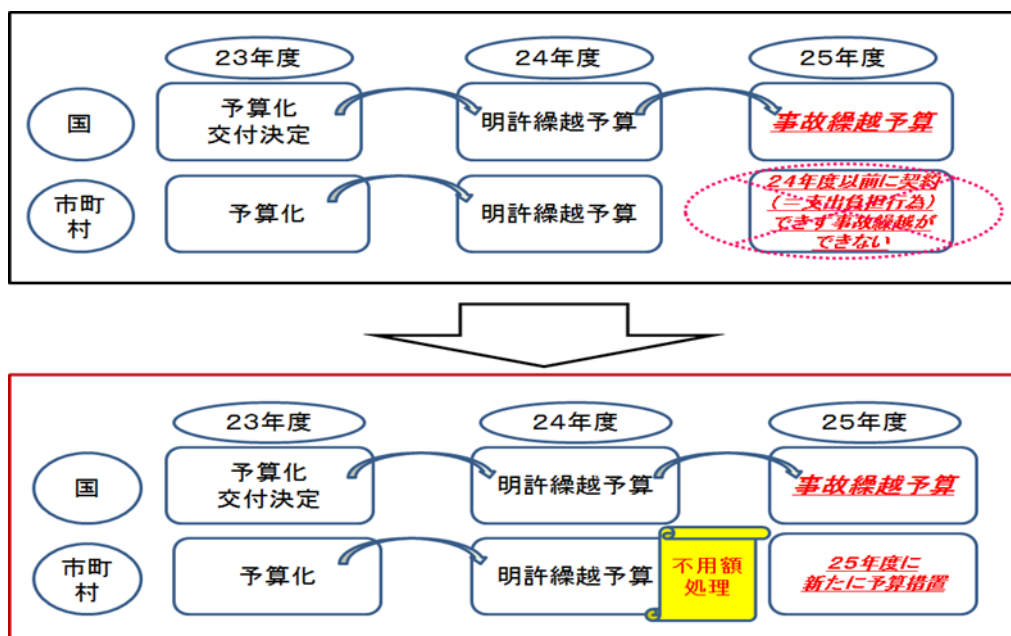 23年度
24年度
25年度
国
予算化
交付決定
明許繰越予算
事故繰越予算
市町
村
予算化
明許繰越予算
24年度以前に契約
(=支出負担行為)
できず事故繰越が
できない
23年度
24年度
25年度
国
予算化
交付決定
明許繰越予算
事故繰越予算
市町
村
予算化
明許繰越予算
不用額
処理
25年度に
新たに予算措置